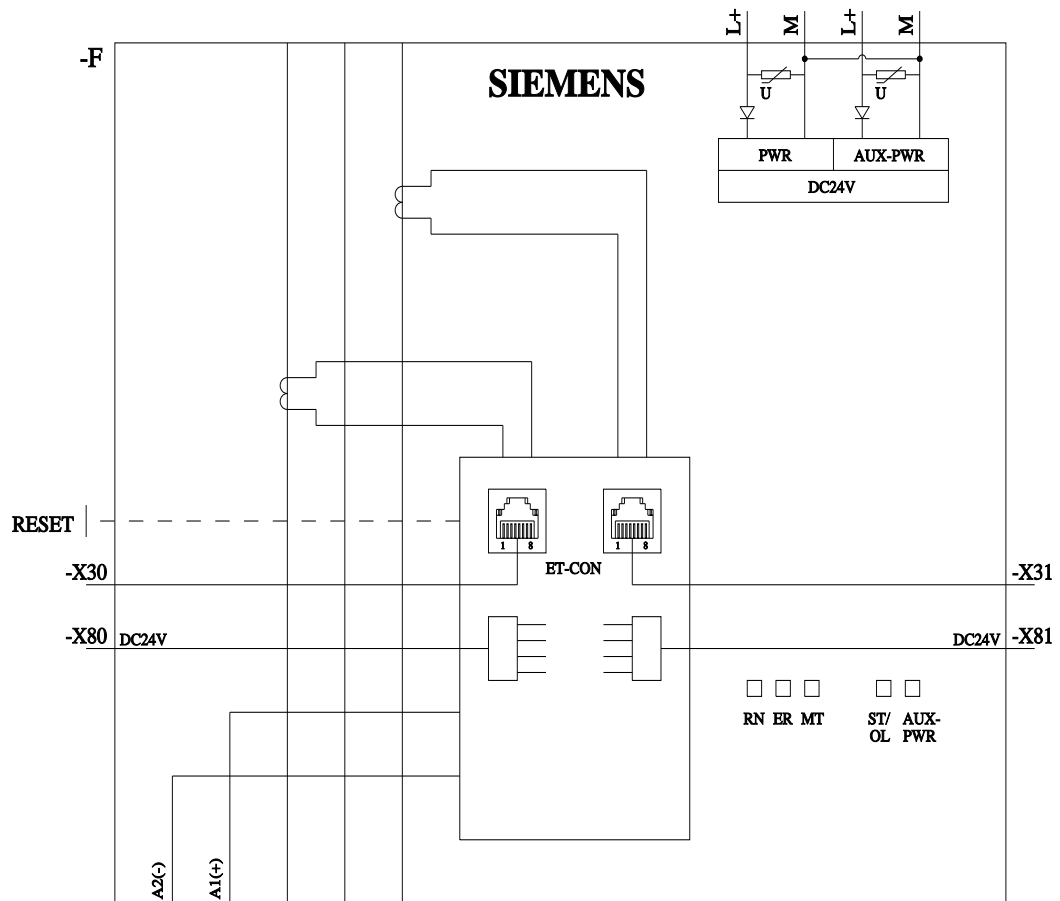 L+ M L+ M
-F
SIEMENS
U U
PWR AUX-PWR
DC24V
RESET
1 8 1 8
ET-CON
-X30 -X31
-X80 DC24V DC24V -X81
RN ER MT ST/ AUX-
OL PWR
A2(-) A1(+)